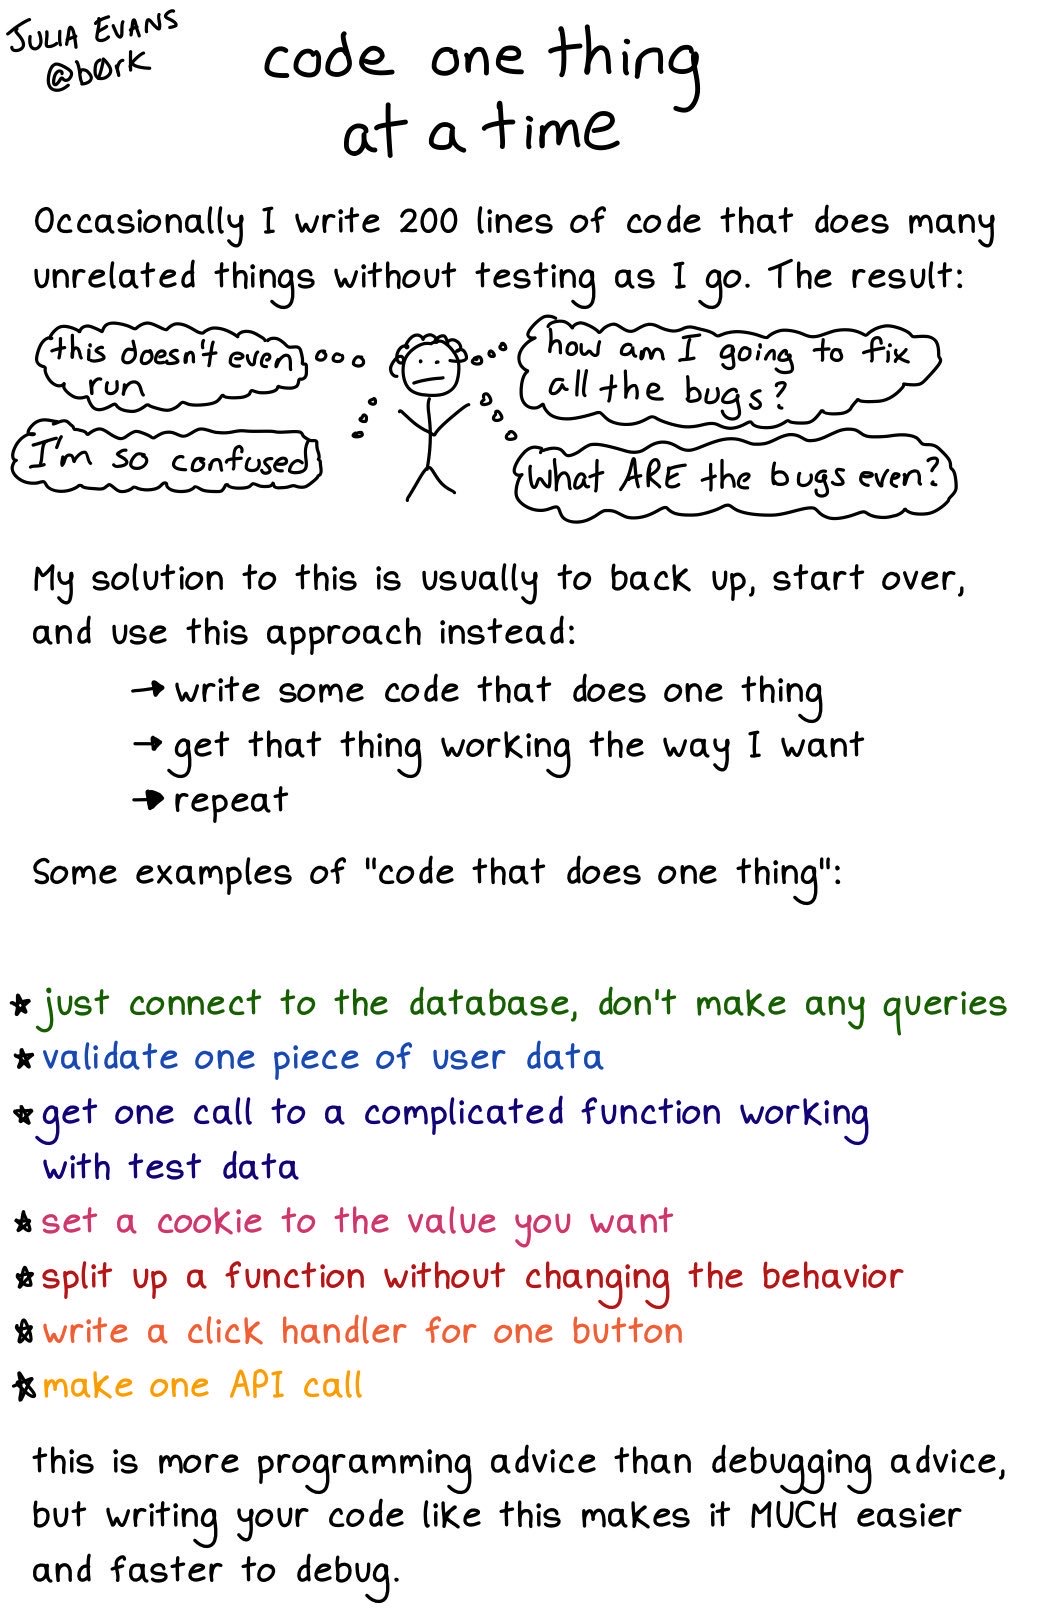 JULIA EVANS
@b0rk
code one thing
at a time
Occasionally I write 200 lines of code that does many
unrelated things without testing as I go. The result:
this doesn't even
run
how am I going to fix
all the bugs?
I'm so confused
what ARE the bugs even?
My solution to this is usually to back up, start over,
and use this approach instead:
→ write some code that does one thing
→ get that thing working the way I want
→ repeat
Some examples of "code that does one thing":
★ just connect to the database, don't make any queries
★ validate one piece of user data
★ get one call to a complicated function working
with test data
★ set a cookie to the value you want
★ split up a function without changing the behavior
★ write a click handler for one button
★ make one API call
this is more programming advice than debugging advice,
but writing your code like this makes it MUCH easier
and faster to debug.